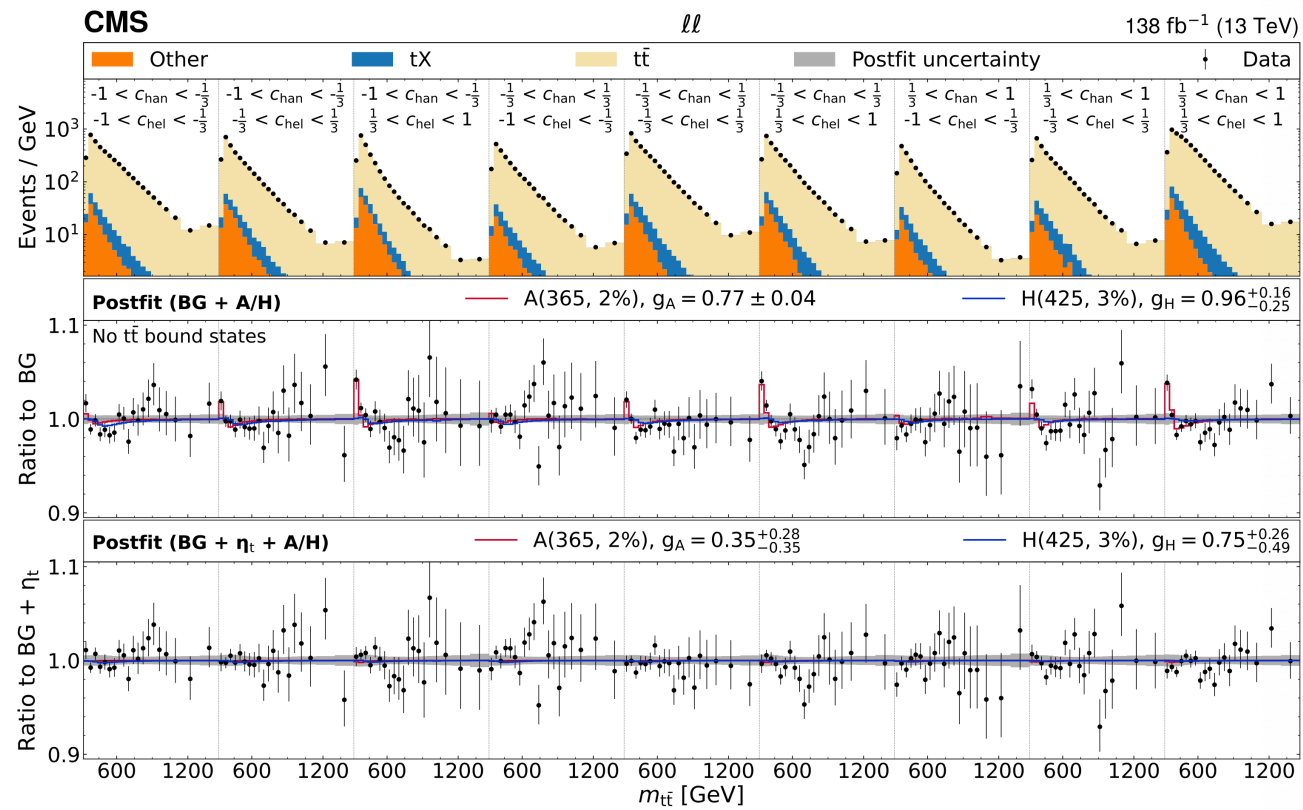 CMS ℓℓ 138 fb⁻¹ (13 TeV)
Other tX tt̄ Postfit uncertainty Data
-1 < c_han < -1/3 -1 < c_han < -1/3 -1 < c_han < -1/3 -1/3 < c_han < 1/3 -1/3 < c_han < 1/3 -1/3 < c_han < 1/3 1/3 < c_han < 1 1/3 < c_han < 1 1/3 < c_han < 1
-1 < c_hel < -1/3 -1/3 < c_hel < 1/3 1/3 < c_hel < 1 -1 < c_hel < -1/3 -1/3 < c_hel < 1/3 1/3 < c_hel < 1 -1 < c_hel < -1/3 -1/3 < c_hel < 1/3 1/3 < c_hel < 1
Events / GeV
10³
10²
10¹
Postfit (BG + A/H) A(365, 2%), g_A = 0.77 ± 0.04 H(425, 3%), g_H = 0.96 +0.16 −0.25
No tt̄ bound states
Ratio to BG
1.1
1.0
0.9
Postfit (BG + η_t + A/H) A(365, 2%), g_A = 0.35 +0.28 −0.35 H(425, 3%), g_H = 0.75 +0.26 −0.49
Ratio to BG + η_t
1.1
1.0
0.9
600 1200 600 1200 600 1200 600 1200 600 1200 600 1200 600 1200 600 1200 600 1200
m_tt̄ [GeV]